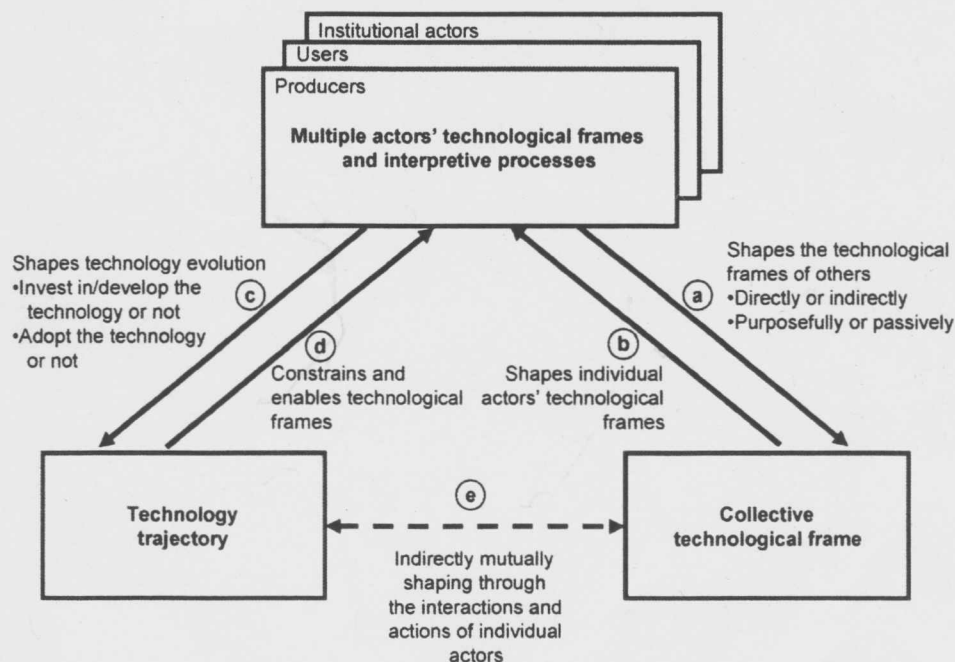 Institutional actors
Users
Producers
Multiple actors' technological frames
and interpretive processes
Shapes technology evolution
•Invest in/develop the
technology or not
•Adopt the technology
or not
c
d
Constrains and
enables technological
frames
Shapes the technological
frames of others
•Directly or indirectly
•Purposefully or passively
a
b
Shapes individual
actors' technological
frames
Technology
trajectory
e
Indirectly mutually
shaping through
the interactions and
actions of individual
actors
Collective
technological frame